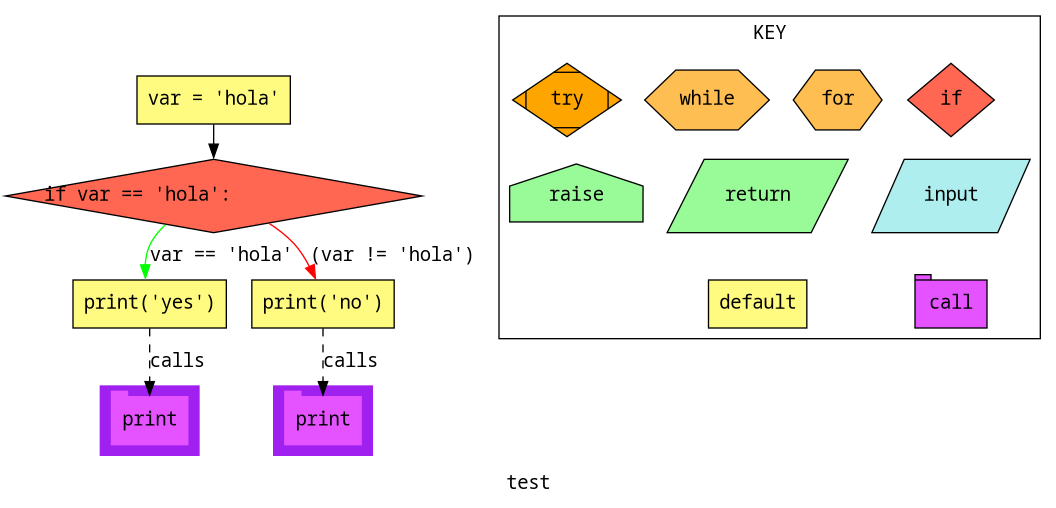 var = 'hola'
if var == 'hola':
var == 'hola'
(var != 'hola')
print('yes')
print('no')
calls
calls
print
print
KEY
try
while
for
if
raise
return
input
default
call
test